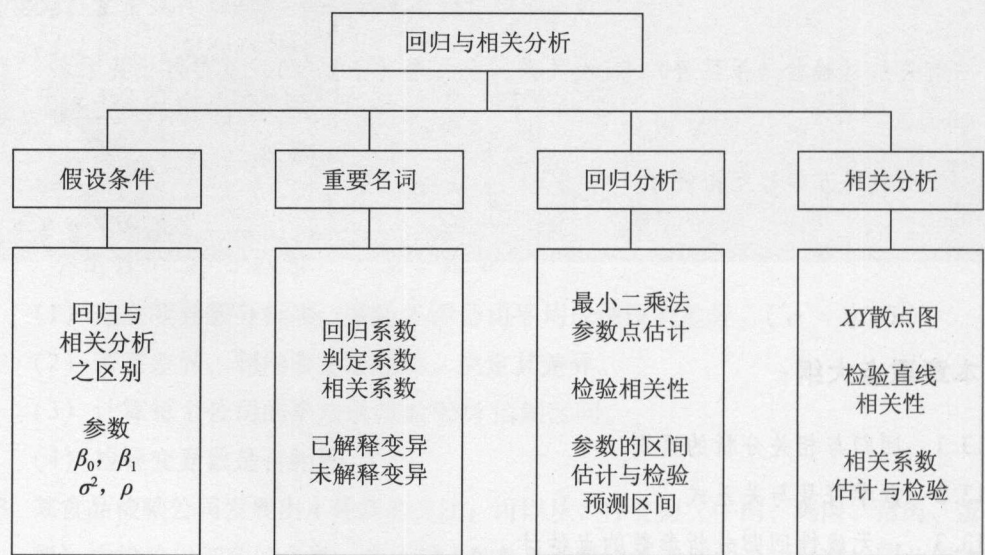 回归与相关分析
假设条件
重要名词
回归分析
相关分析
回归与
相关分析
之区别
参数
β₀，β₁
σ²，ρ
回归系数
判定系数
相关系数
已解释变异
未解释变异
最小二乘法
参数点估计
检验相关性
参数的区间
估计与检验
预测区间
XY散点图
检验直线
相关性
相关系数
估计与检验